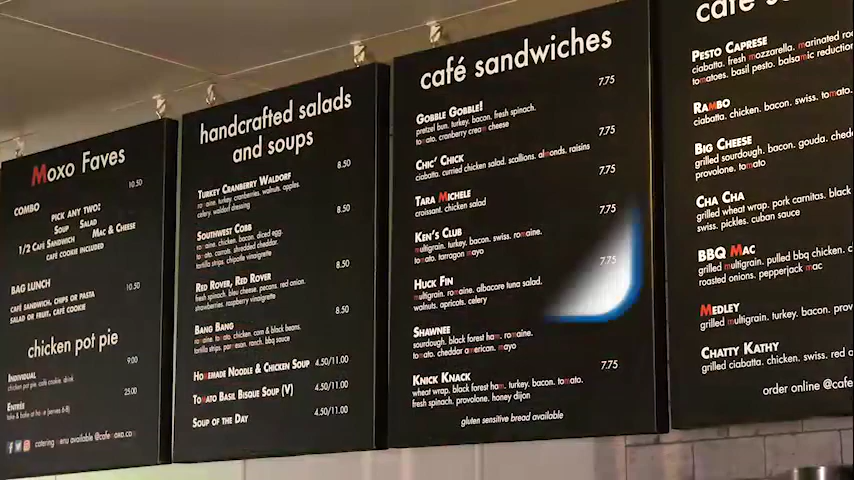 Moxo Faves
COMBO 10.50
PICK ANY TWO:
SOUP SALAD
1/2 CAFÉ SANDWICH MAC & CHEESE
CAFÉ COOKIE INCLUDED
BAG LUNCH 10.50
CAFÉ SANDWICH, CHIPS OR PASTA
SALAD OR FRUIT, CAFÉ COOKIE
chicken pot pie
INDIVIDUAL 9.00
chicken pot pie, café cookie, drink
ENTRÉE 25.00
take & bake at home (serves 6-8)
catering menu available @cafemoxo.com
handcrafted salads
and soups
TURKEY CRANBERRY WALDORF 8.50
romaine. turkey. cranberries. walnuts. apples.
celery. waldorf dressing
SOUTHWEST COBB 8.50
romaine. chicken. bacon. diced egg.
tomato. carrots. shredded cheddar.
tortilla strips. chipotle vinaigrette
RED ROVER, RED ROVER 8.50
fresh spinach. bleu cheese. pecans. red onion.
strawberries. raspberry vinaigrette
BANG BANG 8.50
romaine. tomato. chicken. corn & black beans.
tortilla strips. parmesan. ranch. bbq sauce
HOMEMADE NOODLE & CHICKEN SOUP 4.50/11.00
TOMATO BASIL BISQUE SOUP (V) 4.50/11.00
SOUP OF THE DAY 4.50/11.00
café sandwiches
GOBBLE GOBBLE! 7.75
pretzel bun. turkey. bacon. fresh spinach.
tomato. cranberry cream cheese
CHIC' CHICK 7.75
ciabatta. curried chicken salad. scallions. almonds. raisins
TARA MICHELE 7.75
croissant. chicken salad
KEN'S CLUB 7.75
multigrain. turkey. bacon. swiss. romaine.
tomato. tarragon mayo
HUCK FIN 7.75
multigrain. romaine. albacore tuna salad.
walnuts. apricots. celery
SHAWNEE
sourdough. black forest ham. romaine.
tomato. cheddar american. mayo
KNICK KNACK 7.75
wheat wrap. black forest ham. turkey. bacon. tomato.
fresh spinach. provolone. honey dijon
gluten sensitive bread available
café
PESTO CAPRESE
ciabatta. fresh mozzarella. marinated
tomatoes. basil pesto. balsamic reduction
RAMBO
ciabatta. chicken. bacon. swiss. tomato.
BIG CHEESE
grilled sourdough. bacon. gouda.
provolone. tomato
CHA CHA
grilled wheat wrap. pork carnitas. black
swiss. pickles. cuban sauce
BBQ MAC
grilled multigrain. pulled bbq chicken.
roasted onions. pepperjack mac
MEDLEY
grilled multigrain. turkey. bacon.
CHATTY KATHY
grilled ciabatta. chicken. swiss. red
order online @cafe